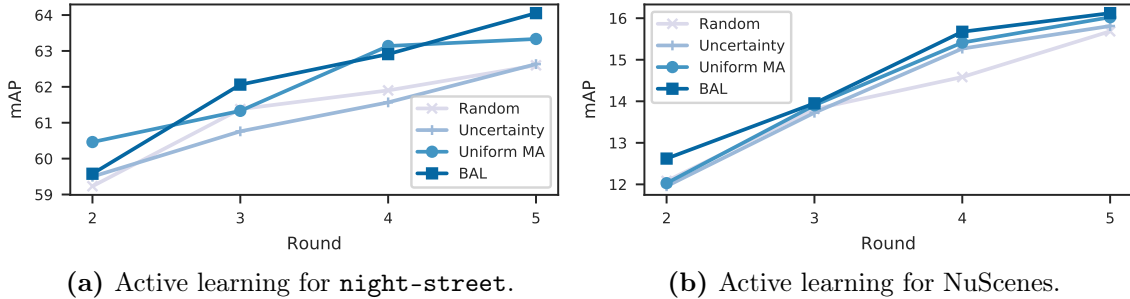 64
63
62
61
60
59
mAP
2
3
4
5
Round
Random
Uncertainty
Uniform MA
BAL
(a) Active learning for night-street.
16
15
14
13
12
mAP
2
3
4
5
Round
Random
Uncertainty
Uniform MA
BAL
(b) Active learning for NuScenes.